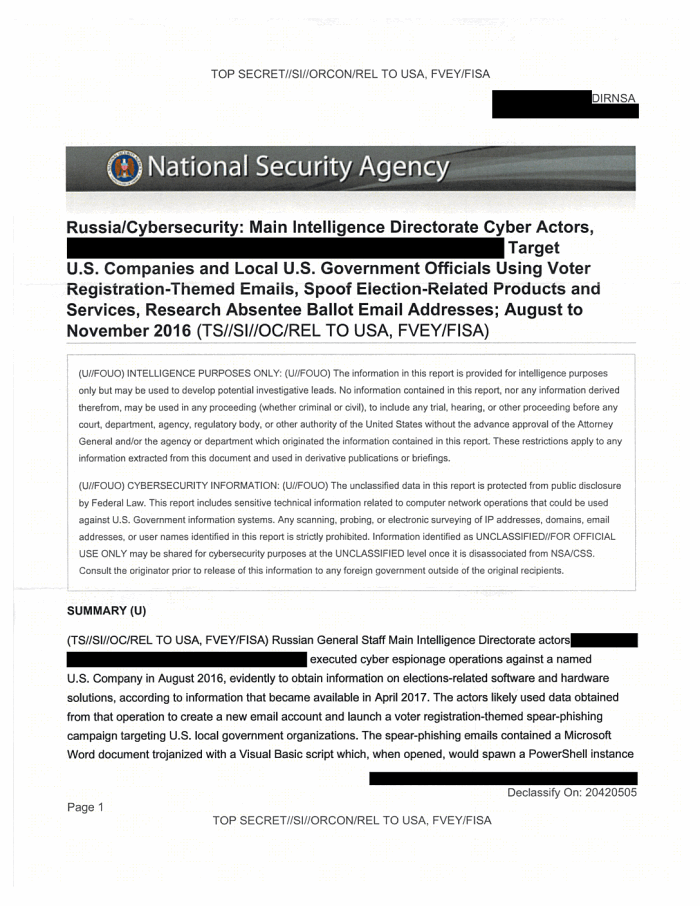 TOP SECRET//SI//ORCON/REL TO USA, FVEY/FISA
DIRNSA
National Security Agency
Russia/Cybersecurity: Main Intelligence Directorate Cyber Actors,
Target
U.S. Companies and Local U.S. Government Officials Using Voter
Registration-Themed Emails, Spoof Election-Related Products and
Services, Research Absentee Ballot Email Addresses; August to
November 2016 (TS//SI//OC/REL TO USA, FVEY/FISA)
(U//FOUO) INTELLIGENCE PURPOSES ONLY: (U//FOUO) The information in this report is provided for intelligence purposes
only but may be used to develop potential investigative leads. No information contained in this report, nor any information derived
therefrom, may be used in any proceeding (whether criminal or civil), to include any trial, hearing, or other proceeding before any
court, department, agency, regulatory body, or other authority of the United States without the advance approval of the Attorney
General and/or the agency or department which originated the information contained in this report. These restrictions apply to any
information extracted from this document and used in derivative publications or briefings.
(U//FOUO) CYBERSECURITY INFORMATION: (U//FOUO) The unclassified data in this report is protected from public disclosure
by Federal Law. This report includes sensitive technical information related to computer network operations that could be used
against U.S. Government information systems. Any scanning, probing, or electronic surveying of IP addresses, domains, email
addresses, or user names identified in this report is strictly prohibited. Information identified as UNCLASSIFIED//FOR OFFICIAL
USE ONLY may be shared for cybersecurity purposes at the UNCLASSIFIED level once it is disassociated from NSA/CSS.
Consult the originator prior to release of this information to any foreign government outside of the original recipients.
SUMMARY (U)
(TS//SI//OC/REL TO USA, FVEY/FISA) Russian General Staff Main Intelligence Directorate actors
executed cyber espionage operations against a named
U.S. Company in August 2016, evidently to obtain information on elections-related software and hardware
solutions, according to information that became available in April 2017. The actors likely used data obtained
from that operation to create a new email account and launch a voter registration-themed spear-phishing
campaign targeting U.S. local government organizations. The spear-phishing emails contained a Microsoft
Word document trojanized with a Visual Basic script which, when opened, would spawn a PowerShell instance
Declassify On: 20420505
Page 1
TOP SECRET//SI//ORCON/REL TO USA, FVEY/FISA